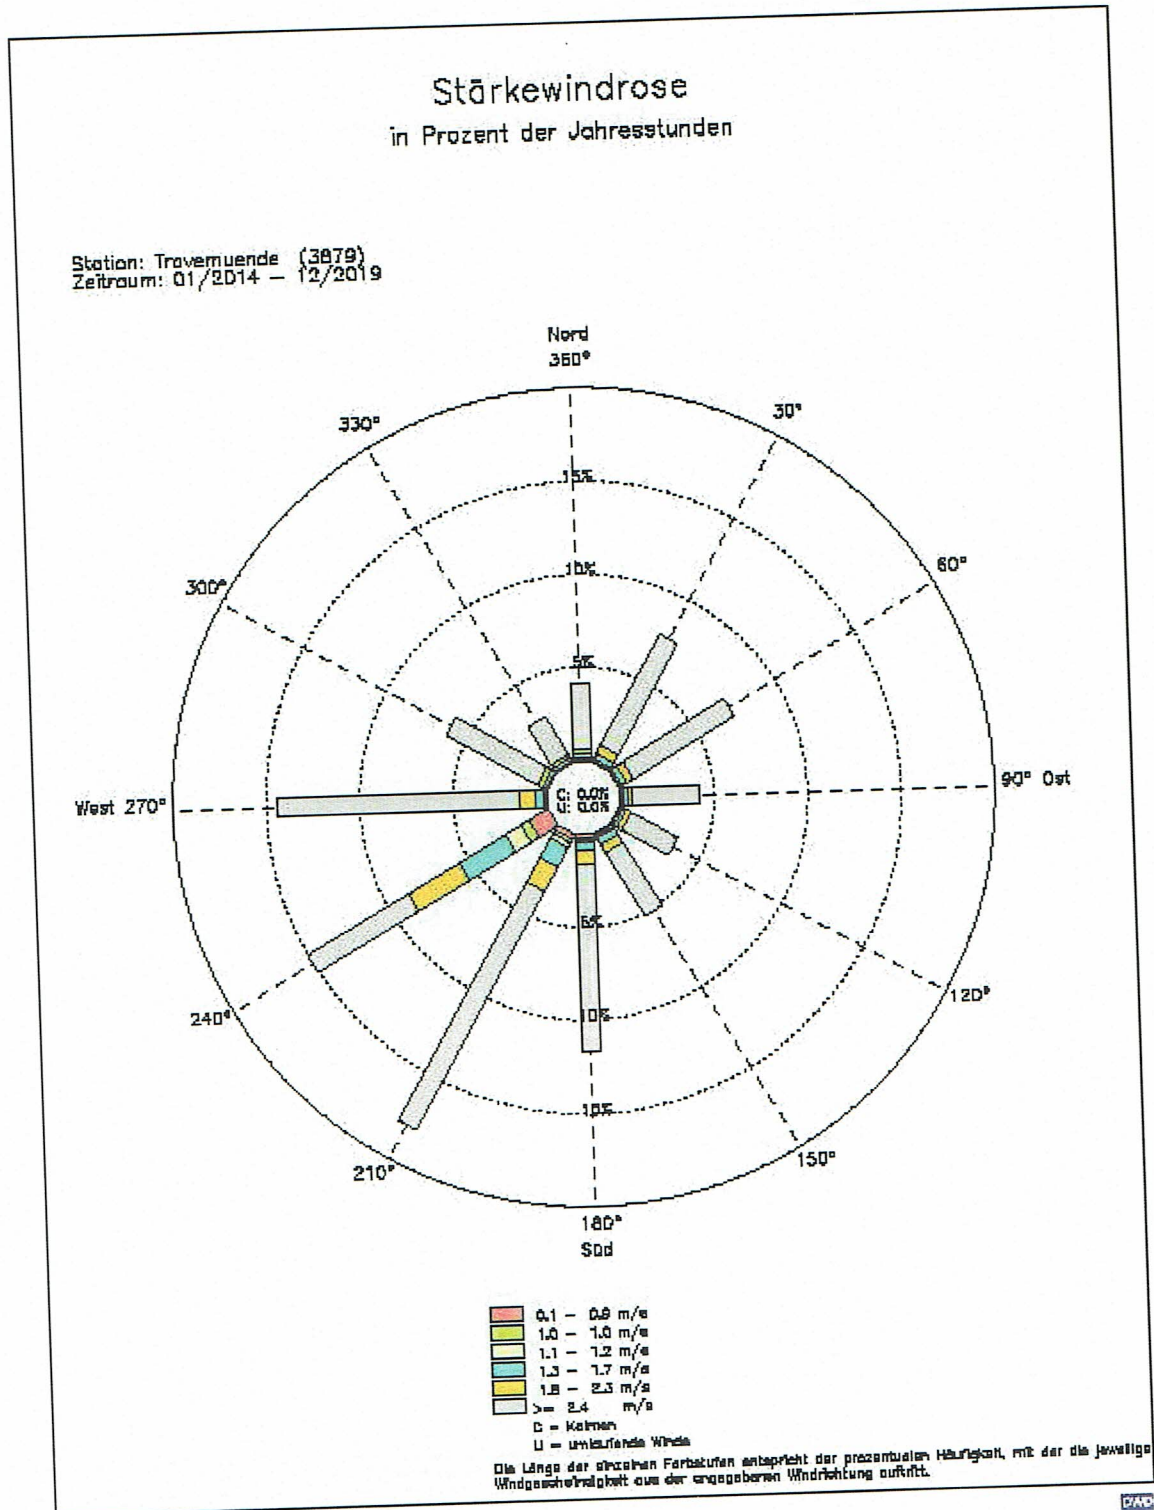 Stärkewindrose
in Prozent der Jahresstunden
Station: Travemuende (3879)
Zeitraum: 01/2014 – 12/2019
Nord
360°
330°
30°
15%
300°
10%
60°
5%
West 270°
C: 0.0%
U: 0.0%
90° Ost
5%
240°
10%
120°
15%
210°
150°
180°
Süd
0.1 – 0.9 m/s
1.0 – 1.0 m/s
1.1 – 1.2 m/s
1.3 – 1.7 m/s
1.8 – 2.3 m/s
>= 2.4 m/s
C = Kalmen
U = umlaufende Winde
Die Länge der einzelnen Farbstufen entspricht der prozentualen Häufigkeit, mit der die jeweilige
Windgeschwindigkeit aus der angegebenen Windrichtung auftritt.
DWD